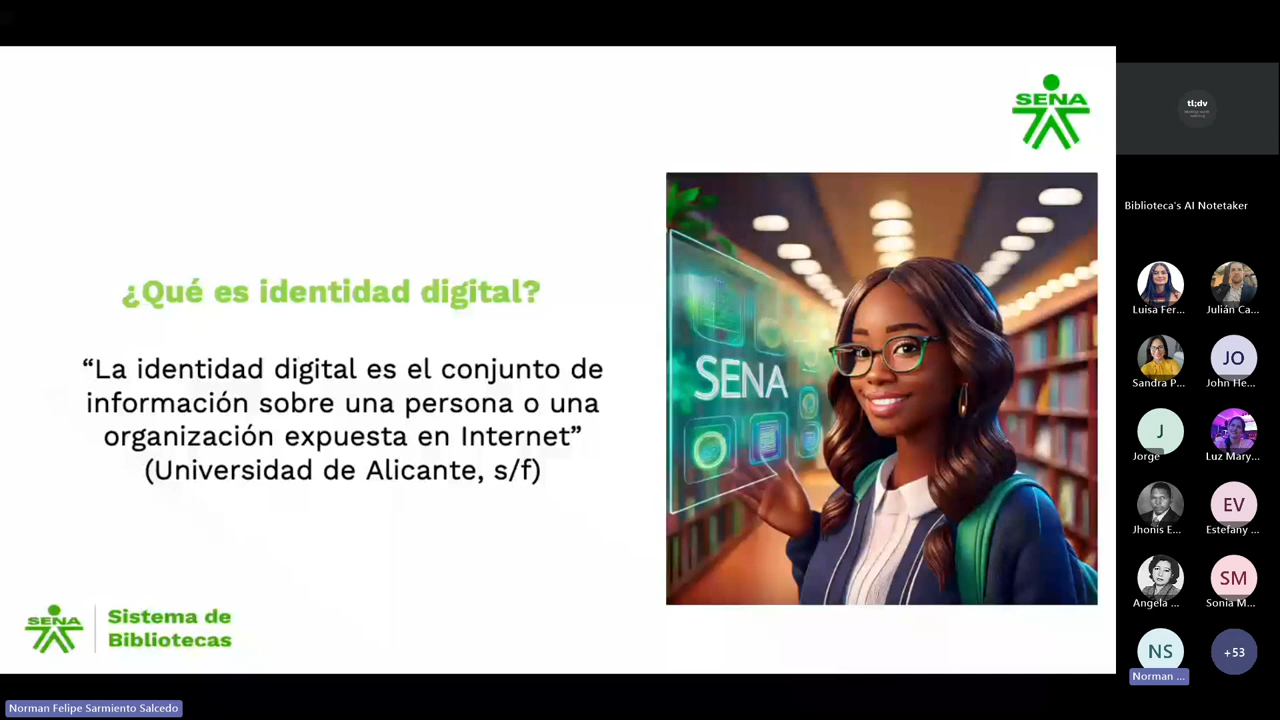 SENA
¿Qué es identidad digital?
“La identidad digital es el conjunto de
información sobre una persona o una
organización expuesta en Internet”
(Universidad de Alicante, s/f)
SENA
SENA
Sistema de
Bibliotecas
Norman Felipe Sarmiento Salcedo
tl;dv
Biblioteca's AI Notetaker
Luisa Fer...
Julián Ca...
Sandra P...
JO
John He...
J
Jorge
Luz Mary...
Jhonis E...
EV
Estefany ...
Angela ...
SM
Sonia M...
NS
Norman ...
+53